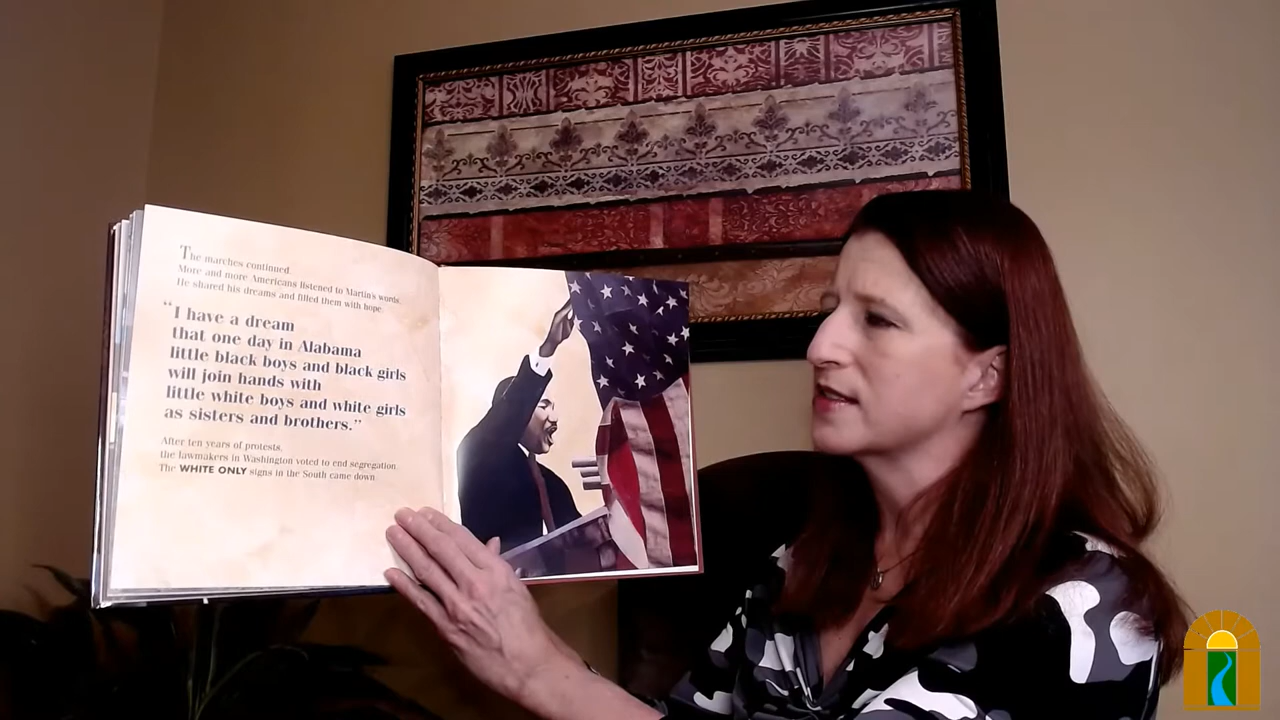 The marches continued.
More and more Americans listened to Martin's words.
He shared his dreams and filled them with hope.
"I have a dream
that one day in Alabama
little black boys and black girls
will join hands with
little white boys and white girls
as sisters and brothers."
After ten years of protests,
the lawmakers in Washington voted to end segregation.
The WHITE ONLY signs in the South came down.